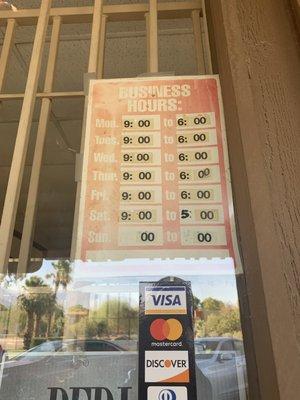 BUSINESS
HOURS:
Mon. 9:00 to 6:00
Tues. 9:00 to 6:00
Wed. 9:00 to 6:00
Thur. 9:00 to 6:00
Fri. 9:00 to 6:00
Sat. 9:00 to 5:00
Sun. :00 to :00
VISA
mastercard
DISCOVER